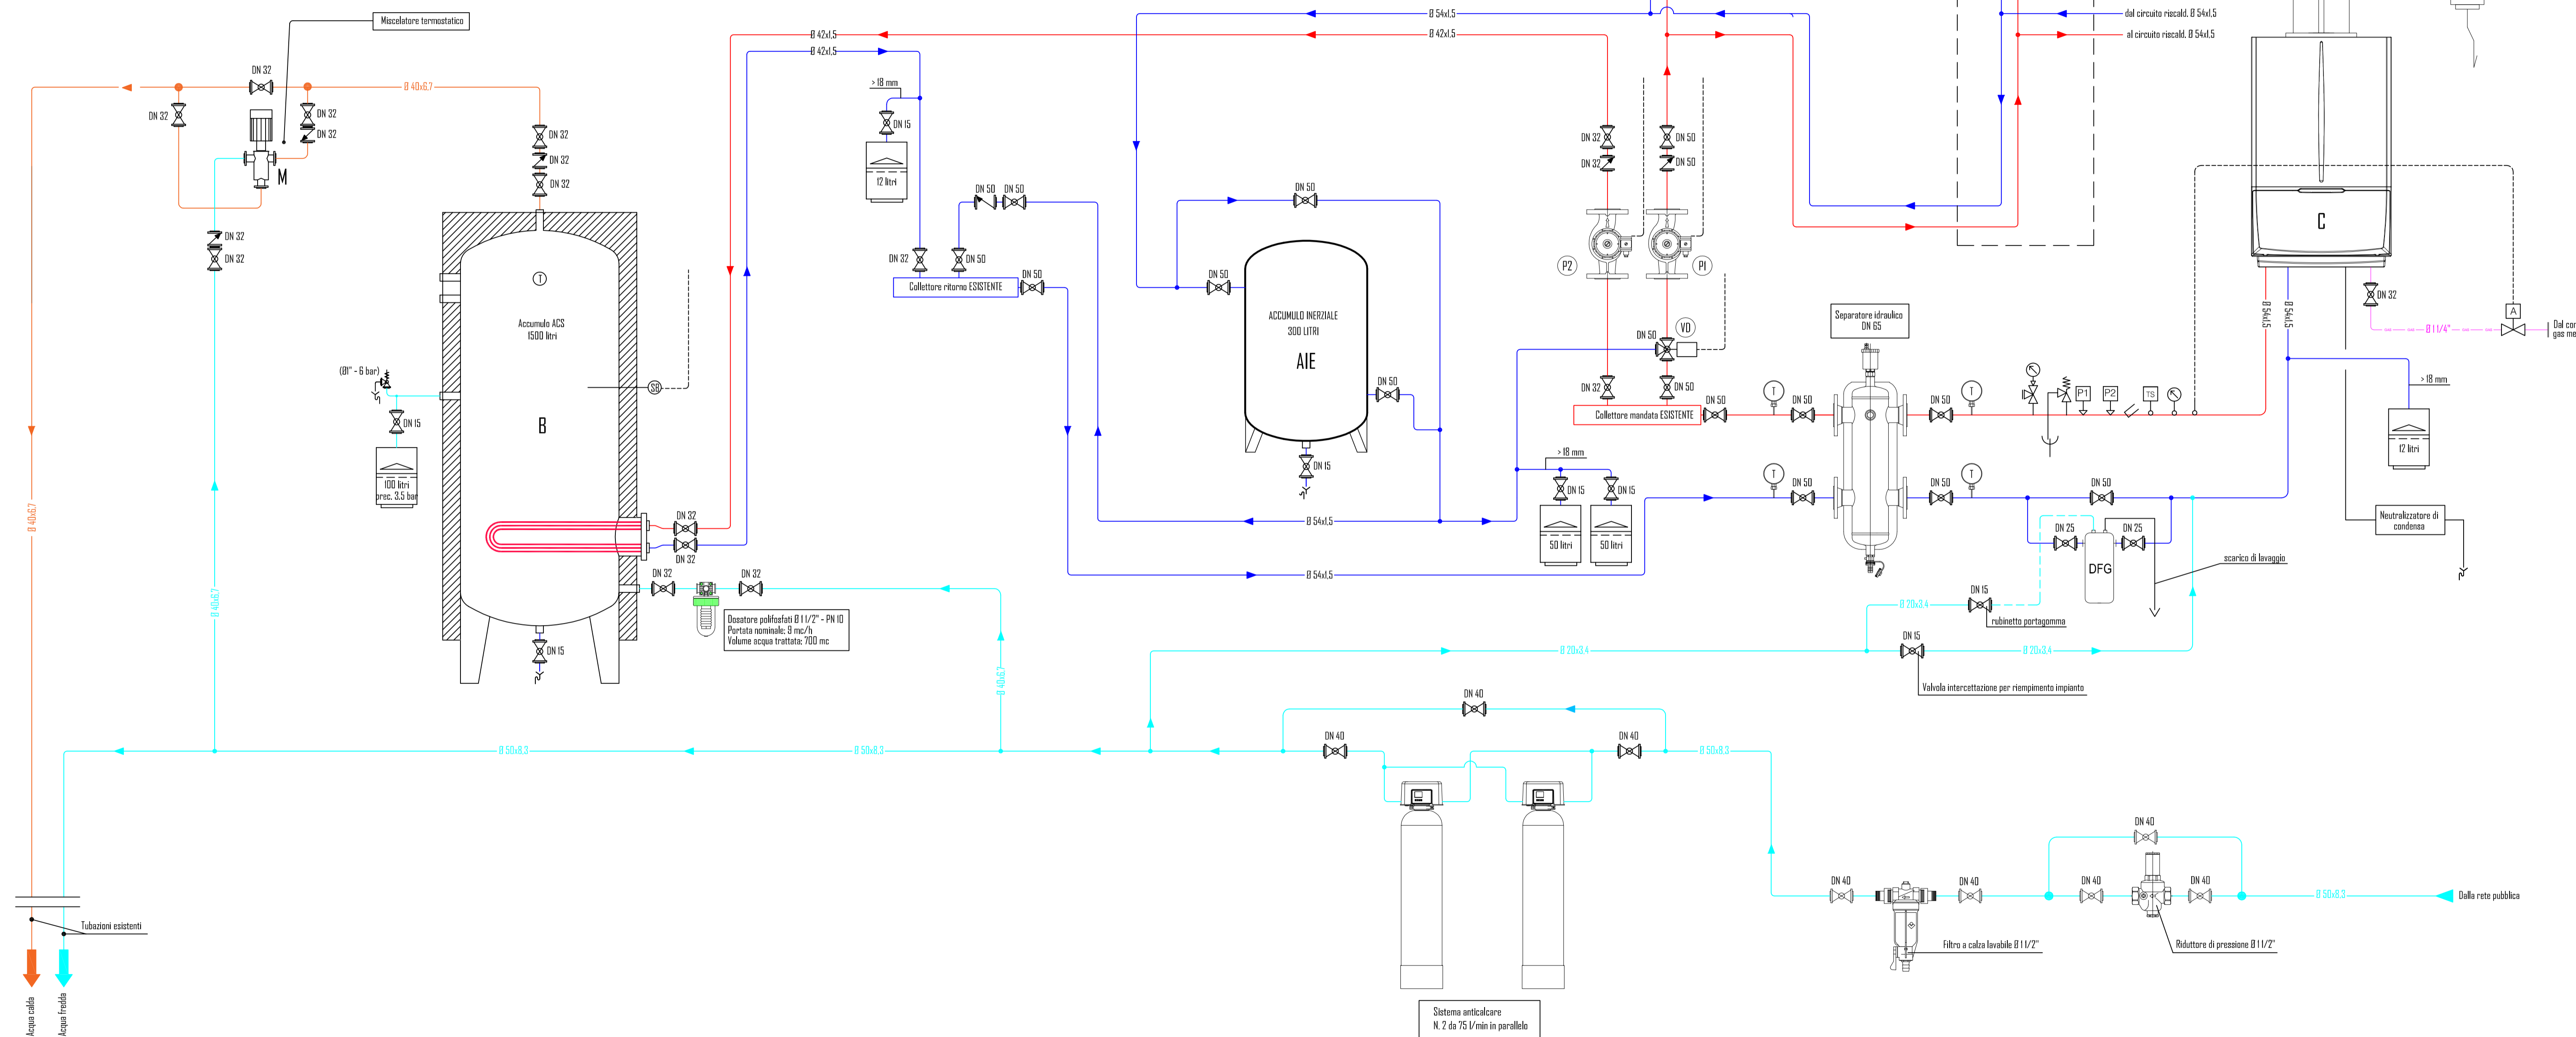 Miscelatore termostatico
Ø 54x1,5
dal circuito riscald. Ø 54x1,5
Ø 42x1,5
Ø 42x1,5
al circuito riscald. Ø 54x1,5
Ø 42x1,5
DN 32
Ø 40x6,7
> 18 mm
DN 32
DN 32
DN 32
DN 32
DN 32
DN 32
DN 15
DN 32
DN 50
DN 32
DN 50
M
12 litri
DN 50
DN 50
DN 50
C
DN 32
DN 32
DN 32
DN 50
P2
P1
T
DN 50
DN 50
Collettore ritorno ESISTENTE
DN 32
Accumulo ACS
1500 litri
ACCUMULO INERZIALE
300 LITRI
AIE
VD
DN 50
Separatore idraulico
DN 65
Ø 54x1,5
Ø 54x1,5
A
Ø 1 1/4"
Dal con
gas me
(Ø1" - 6 bar)
SB
DN 50
DN 32
DN 50
> 18 mm
T
T
P1
P2
TS
DN 15
B
Collettore mandata ESISTENTE
DN 50
DN 50
DN 50
12 litri
100 litri
prec. 3.5 bar
> 18 mm
DN 15
T
T
DN 15
DN 15
DN 50
DN 50
DN 50
Ø 40x6,7
DN 32
Ø 54x1,5
50 litri
50 litri
DN 25
DN 25
Neutralizzatore di
condensa
DN 32
scarico di lavaggio
DFG
DN 32
DN 32
Ø 54x1,5
Ø 40x6,7
Dosatore polifosfati Ø 1 1/2" - PN 10
Portata nominale: 9 mc/h
Volume acqua trattata: 700 mc
DN 15
Ø 20x3,4
rubinetto portagomma
DN 15
Ø 40x6,7
Ø 20x3,4
DN 15
Ø 20x3,4
Valvola intercettazione per riempimento impianto
DN 40
Ø 50x8,3
Ø 50x8,3
DN 40
DN 40
Ø 50x8,3
DN 40
DN 40
DN 40
DN 40
DN 40
Ø 50x8,3
Dalla rete pubblica
Tubazioni esistenti
Filtro a calza lavabile Ø 1 1/2"
Riduttore di pressione Ø 1 1/2"
Acqua calda
Acqua fredda
Sistema anticalcare
N. 2 da 75 l/min in parallelo